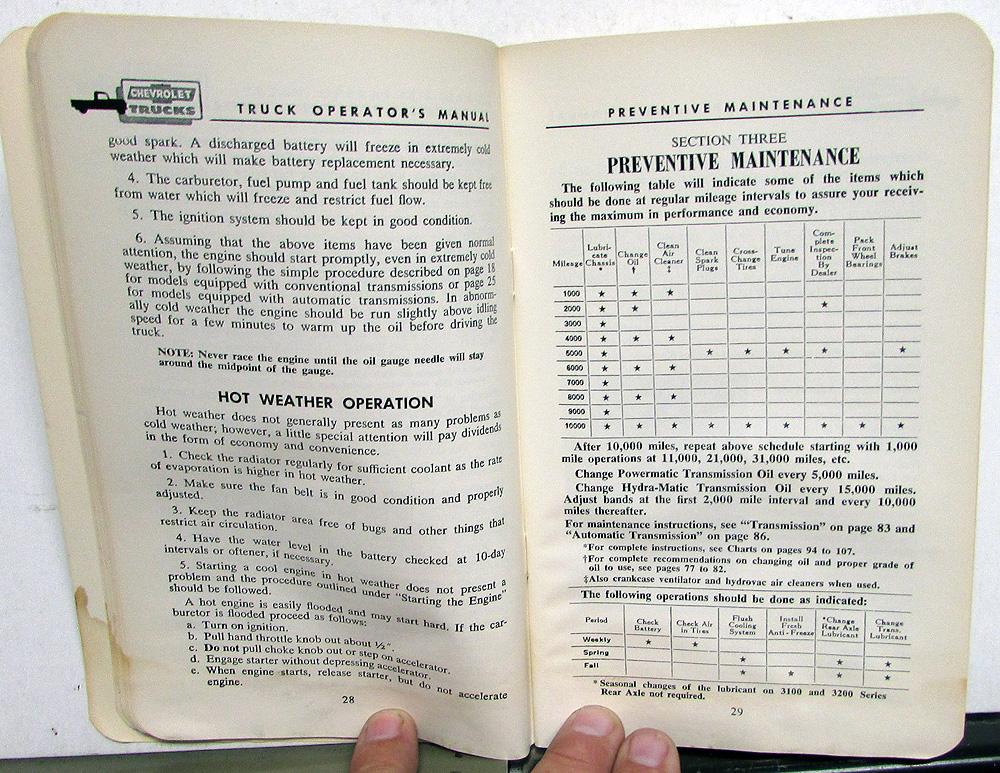 CHEVROLET
TRUCKS
TRUCK OPERATOR'S MANUAL
good spark. A discharged battery will freeze in extremely cold
weather which will make battery replacement necessary.
4. The carburetor, fuel pump and fuel tank should be kept free
from water which will freeze and restrict fuel flow.
5. The ignition system should be kept in good condition.
6. Assuming that the above items have been given normal
attention, the engine should start promptly, even in extremely cold
weather, by following the simple procedure described on page 18
for models equipped with conventional transmissions or page 25
for models equipped with automatic transmissions. In abnorm-
ally cold weather the engine should be run slightly above idling
speed for a few minutes to warm up the oil before driving the
truck.
NOTE: Never race the engine until the oil gauge needle will stay
around the midpoint of the gauge.
HOT WEATHER OPERATION
Hot weather does not generally present as many problems as
cold weather; however, a little special attention will pay dividends
in the form of economy and convenience.
1. Check the radiator regularly for sufficient coolant as the rate
of evaporation is higher in hot weather.
2. Make sure the fan belt is in good condition and properly
adjusted.
3. Keep the radiator area free of bugs and other things that
restrict air circulation.
4. Have the water level in the battery checked at 10-day
intervals or oftener, if necessary.
5. Starting a cool engine in hot weather does not present a
problem and the procedure outlined under "Starting the Engine"
should be followed.
A hot engine is easily flooded and may start hard. If the car-
buretor is flooded proceed as follows:
a. Turn on ignition.
b. Pull hand throttle knob out about ½".
c. Do not pull choke knob out or step on accelerator.
d. Engage starter without depressing accelerator.
e. When engine starts, release starter, but do not accelerate
engine.
28
PREVENTIVE MAINTENANCE
SECTION THREE
PREVENTIVE MAINTENANCE
The following table will indicate some of the items which
should be done at regular mileage intervals to assure your receiv-
ing the maximum in performance and economy.
Mileage Lubri-cate Chassis * Change Oil † Clean Air Cleaner ‡ Clean Spark Plugs Cross-Change Tires Tune Engine Com-plete Inspec-tion By Dealer Pack Front Wheel Bearings Adjust Brakes
1000 ★ ★ ★
2000 ★ ★ ★
3000 ★
4000 ★ ★ ★
5000 ★ ★ ★ ★ ★ ★
6000 ★ ★ ★
7000 ★
8000 ★ ★ ★
9000 ★
10000 ★ ★ ★ ★ ★ ★ ★ ★ ★
After 10,000 miles, repeat above schedule starting with 1,000
mile operations at 11,000, 21,000, 31,000 miles, etc.
Change Powermatic Transmission Oil every 5,000 miles.
Change Hydra-Matic Transmission Oil every 15,000 miles.
Adjust bands at the first 2,000 mile interval and every 10,000
miles thereafter.
For maintenance instructions, see "'Transmission" on page 83 and
"Automatic Transmission" on page 86.
*For complete instructions, see Charts on pages 94 to 107.
†For complete recommendations on changing oil and proper grade of
oil to use, see pages 77 to 82.
‡Also crankcase ventilator and hydrovac air cleaners when used.
The following operations should be done as indicated:
Period Check Battery Check Air in Tires Flush Cooling System Install Fresh Anti-Freeze *Change Rear Axle Lubricant Change Trans. Lubricant
Weekly ★ ★
Spring ★ ★ ★
Fall ★ ★ ★ ★
*Seasonal changes of the lubricant on 3100 and 3200 Series
Rear Axle not required.
29